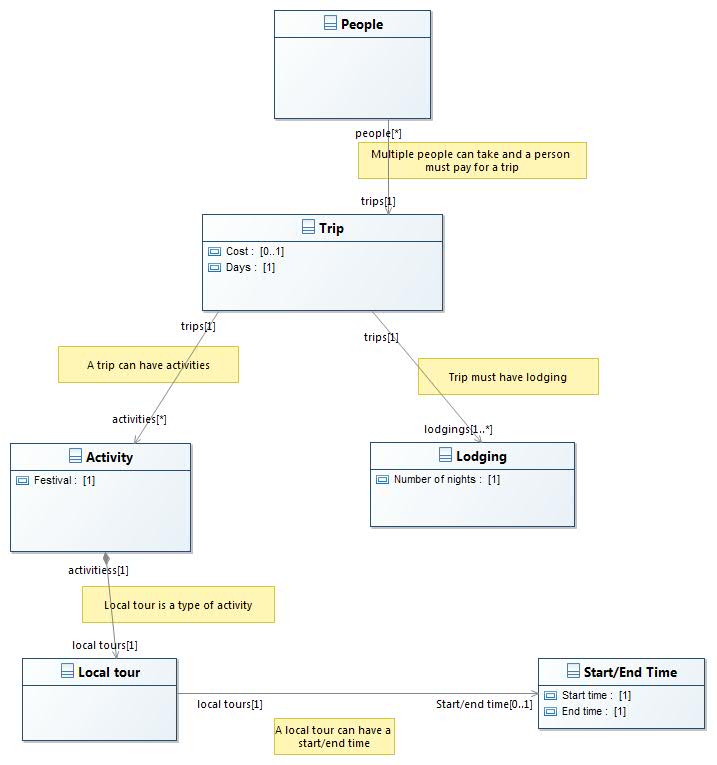 People
people[*]
Multiple people can take and a person
must pay for a trip
trips[1]
Trip
Cost : [0..1]
Days : [1]
trips[1]
trips[1]
A trip can have activities
Trip must have lodging
activities[*]
lodgings[1..*]
Activity
Festival : [1]
Lodging
Number of nights : [1]
activitiess[1]
Local tour is a type of activity
local tours[1]
Local tour
Start/End Time
Start time : [1]
End time : [1]
local tours[1]
Start/end time[0..1]
A local tour can have a
start/end time